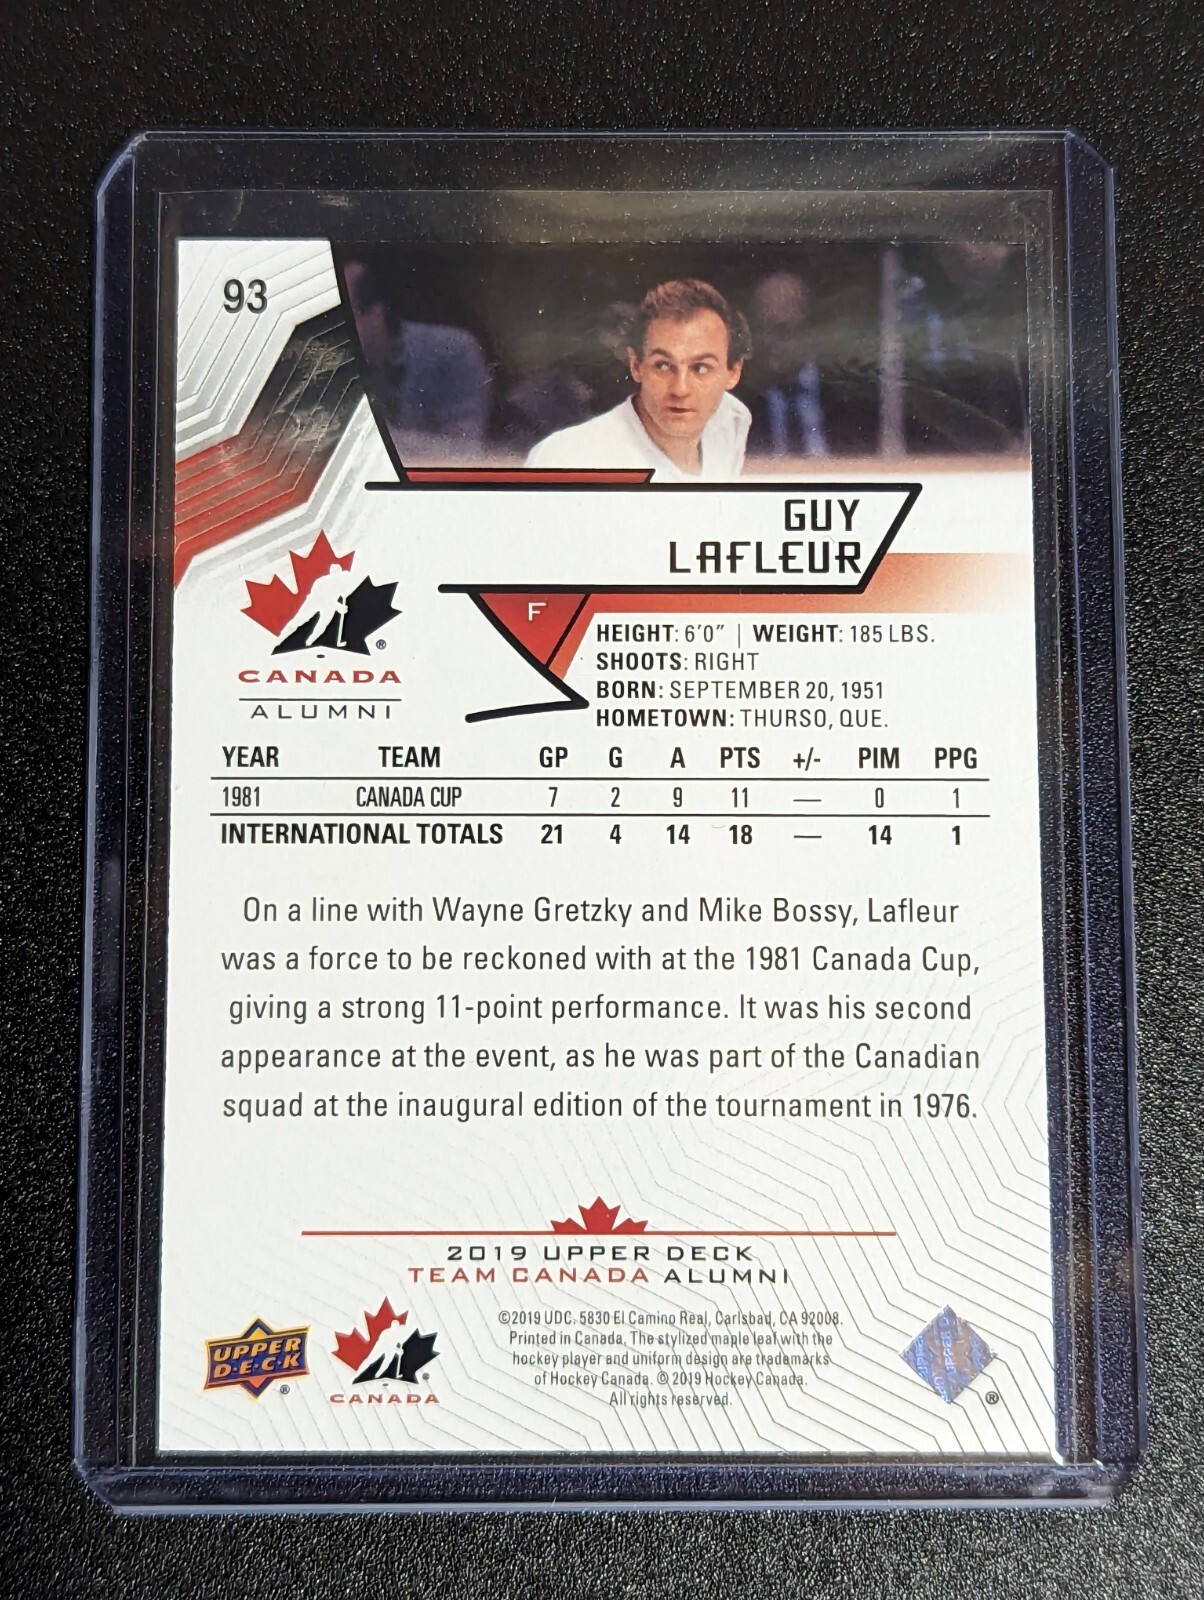 93
GUY
LAFLEUR
F
CANADA
ALUMNI
HEIGHT: 6'0" | WEIGHT: 185 LBS.
SHOOTS: RIGHT
BORN: SEPTEMBER 20, 1951
HOMETOWN: THURSO, QUE.
YEAR TEAM GP G A PTS +/- PIM PPG
1981 CANADA CUP 7 2 9 11 — 0 1
INTERNATIONAL TOTALS 21 4 14 18 — 14 1
On a line with Wayne Gretzky and Mike Bossy, Lafleur
was a force to be reckoned with at the 1981 Canada Cup,
giving a strong 11-point performance. It was his second
appearance at the event, as he was part of the Canadian
squad at the inaugural edition of the tournament in 1976.
2019 UPPER DECK
TEAM CANADA ALUMNI
UPPER
D·E·C·K
®
CANADA
©2019 UDC. 5830 El Camino Real, Carlsbad, CA 92008.
Printed in Canada. The stylized maple leaf with the
hockey player and uniform design are trademarks
of Hockey Canada. © 2019 Hockey Canada.
All rights reserved.
®